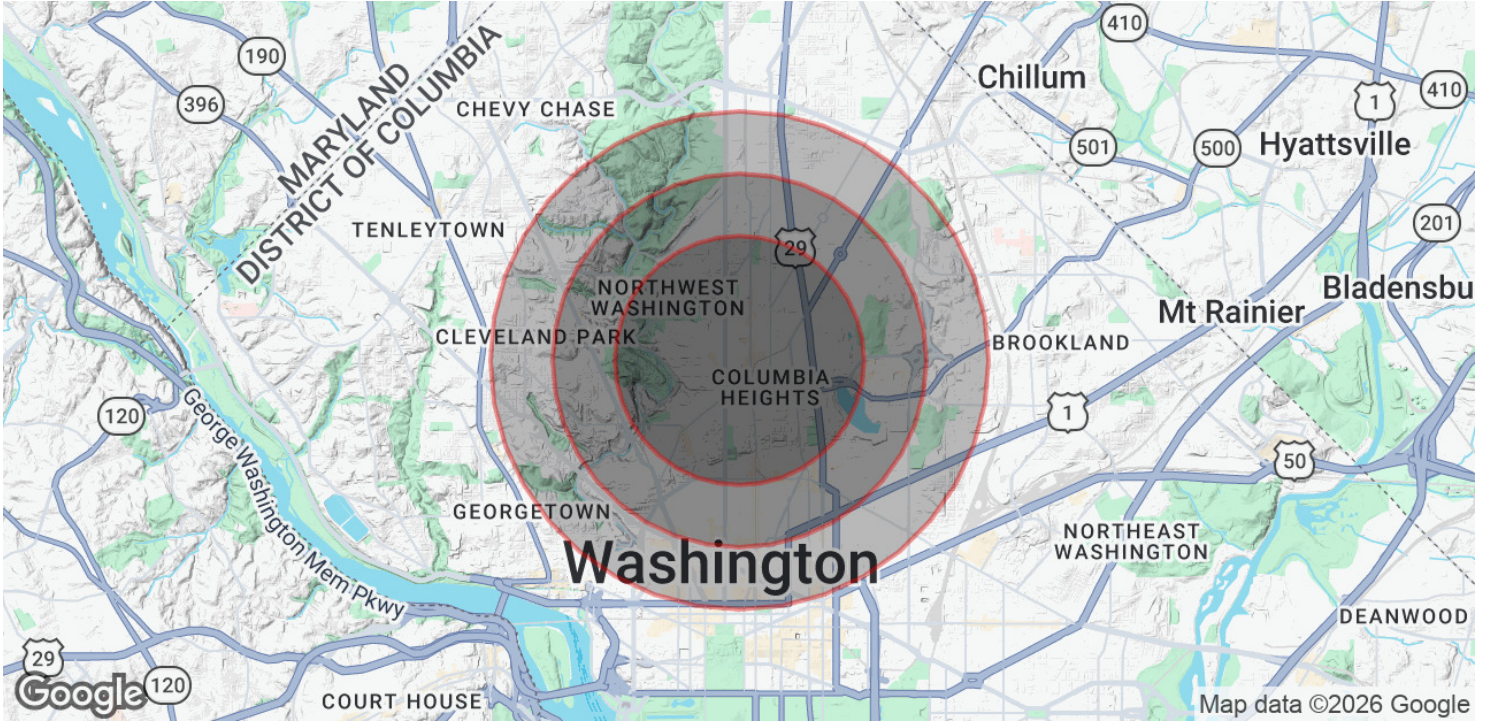 410
190
Chillum
410
396
CHEVY CHASE
1
MARYLAND
DISTRICT OF COLUMBIA
501
500
Hyattsville
201
TENLEYTOWN
29
NORTHWEST
WASHINGTON
Bladensbu
Mt Rainier
CLEVELAND PARK
BROOKLAND
COLUMBIA
HEIGHTS
120
1
50
George Washington Mem Pkwy
GEORGETOWN
NORTHEAST
WASHINGTON
Washington
DEANWOOD
29
120
Google
COURT HOUSE
Map data ©2026 Google